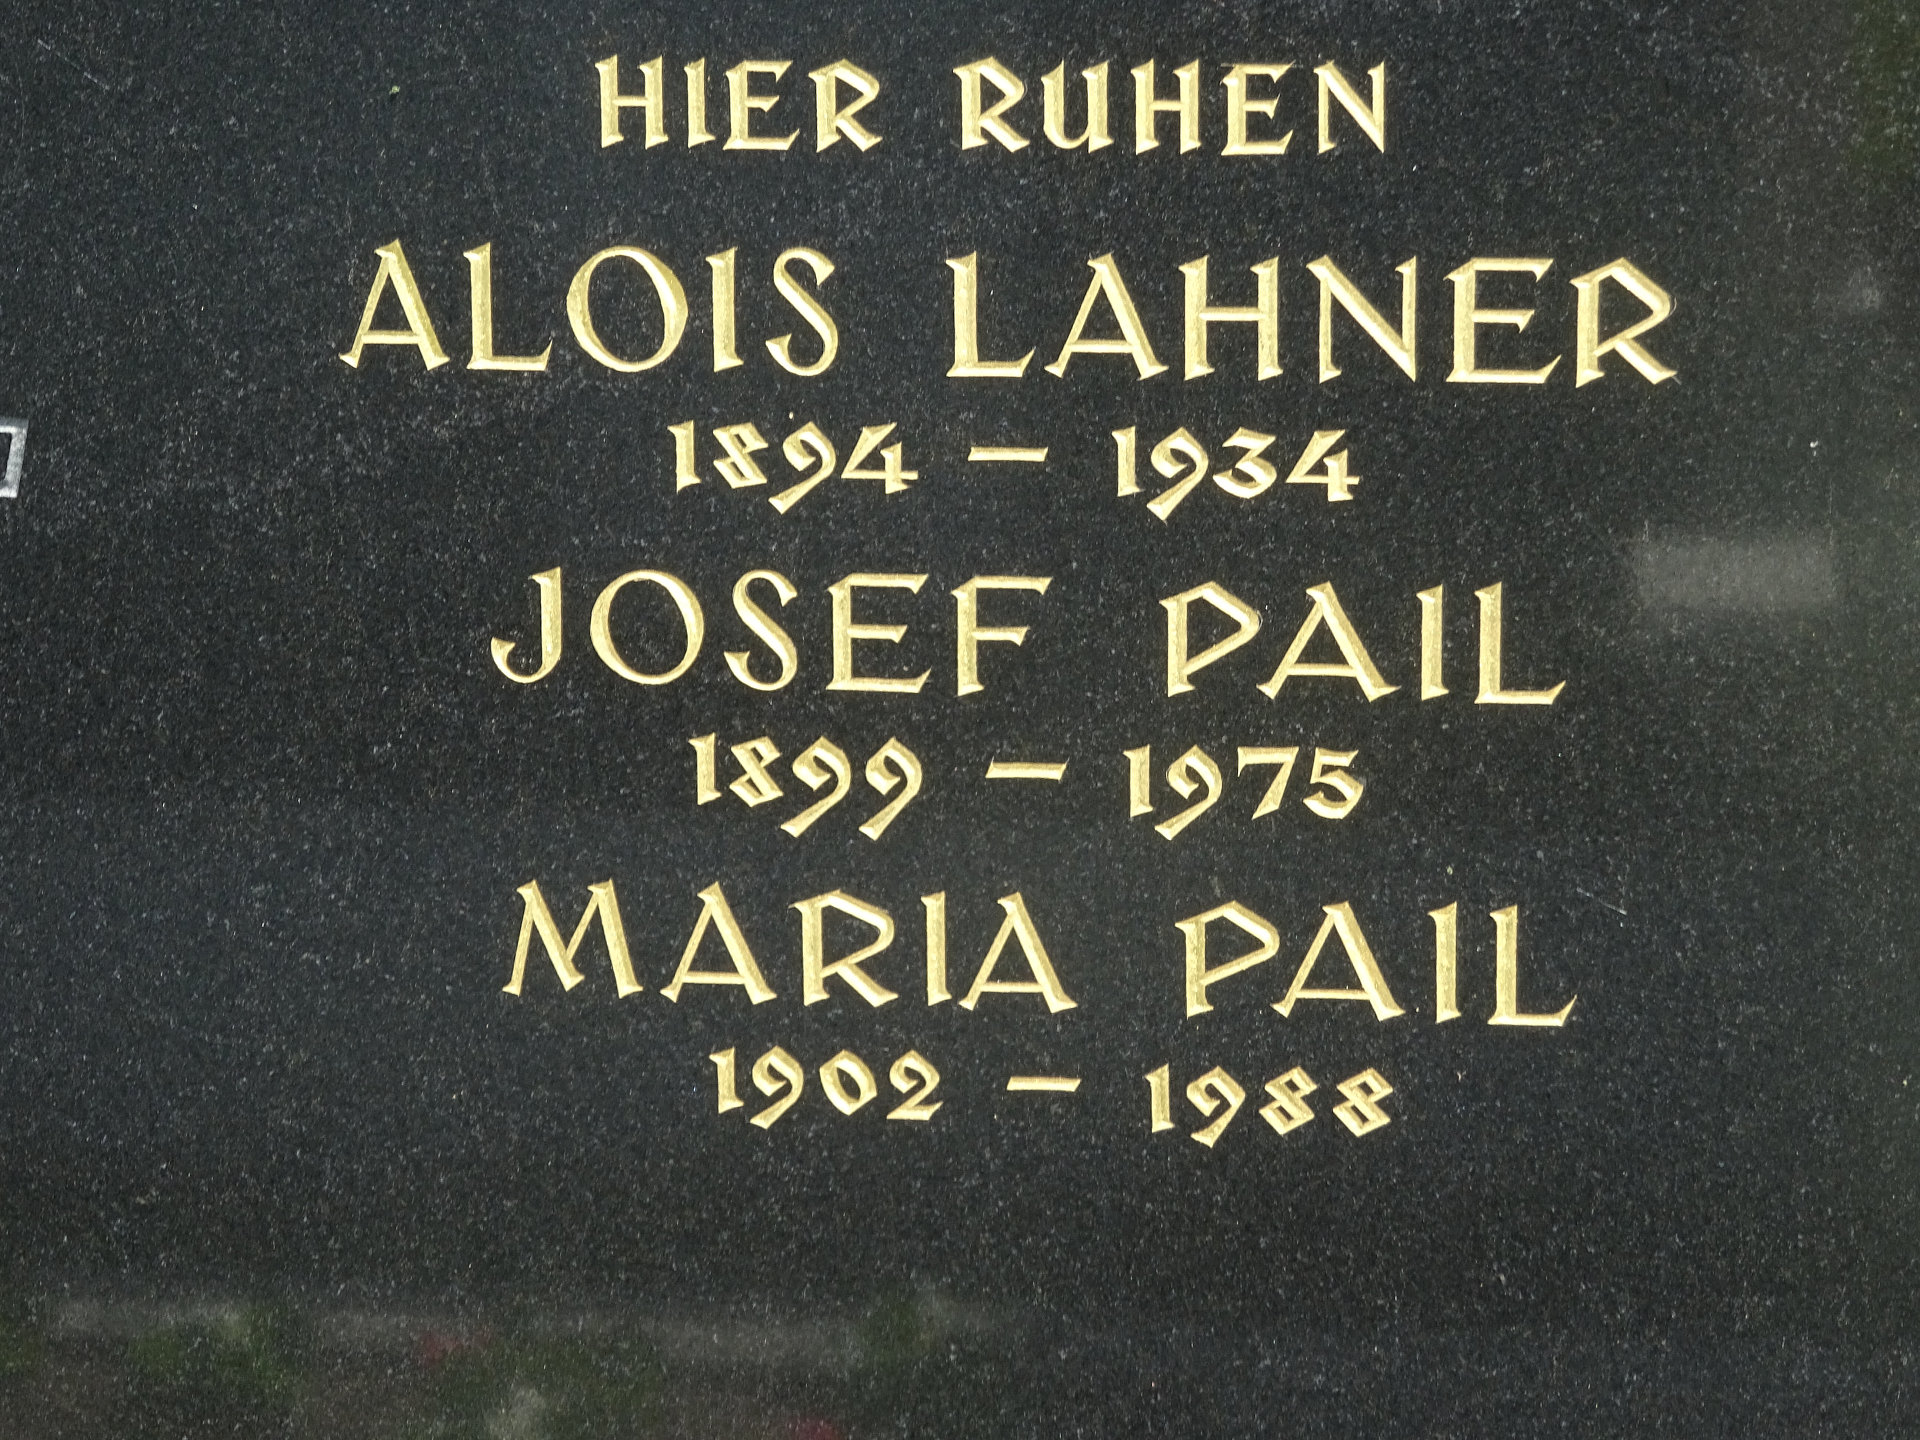 HIER RUHEN
ALOIS LAHNER
1894 – 1934
JOSEF PAIL
1899 – 1975
MARIA PAIL
1902 – 1988